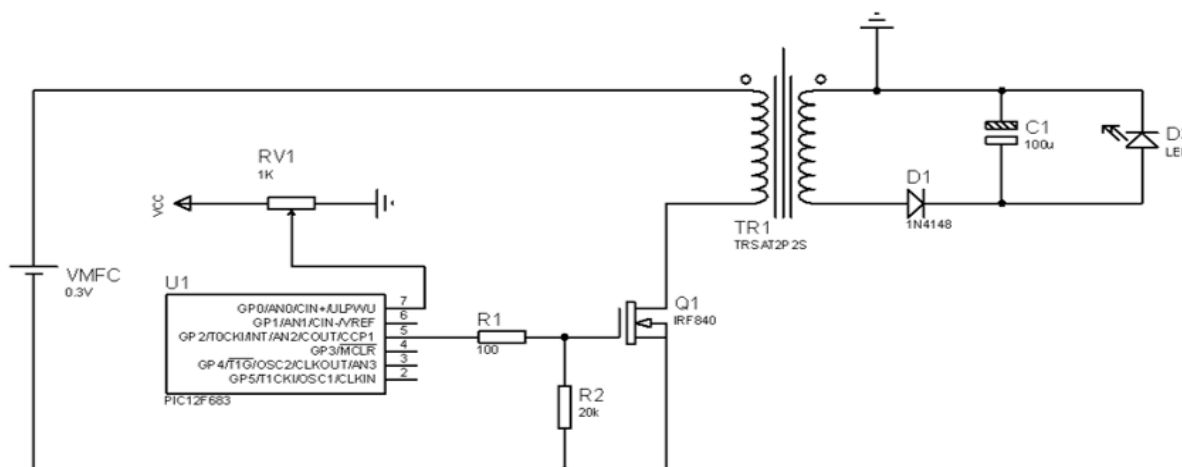 RV1
1K
VCC
VMFC
0.3V
U1
GP0/AN0/CIN+/ULPWU 7
GP1/AN1/CIN-/VREF 6
GP2/T0CKI/INT/AN2/COUT/CCP1 5
GP3/MCLR 4
GP4/T1G/OSC2/CLKOUT/AN3 3
GP5/T1CKI/OSC1/CLKIN 2
PIC12F683
R1
100
R2
20k
Q1
IRF840
TR1
TRSAT2P2S
D1
1N4148
C1
100u